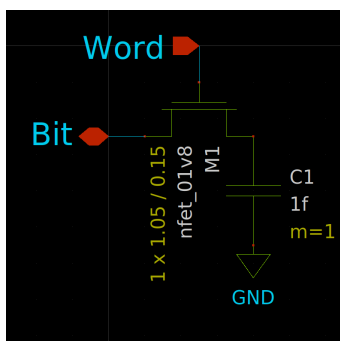 Word
Bit
1 x 1.05 / 0.15
nfet_01v8
M1
C1
1f
m=1
GND